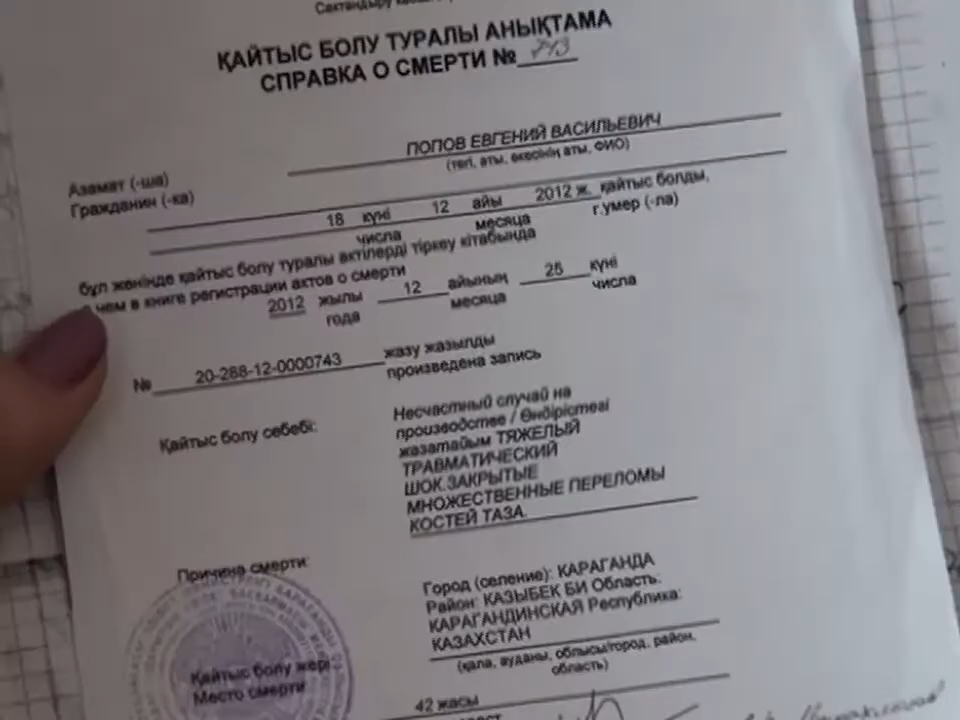 Сақтандыру
ҚАЙТЫС БОЛУ ТУРАЛЫ АНЫҚТАМА
СПРАВКА О СМЕРТИ № 743
ПОПОВ ЕВГЕНИЙ ВАСИЛЬЕВИЧ
(тегі, аты, әкесінің аты, ФИО)
Азамат (-ша)
Гражданин (-ка)
18 күні 12 айы 2012 ж. қайтыс болды,
числа месяца г.умер (-ла)
бұл жөнінде қайтыс болу туралы актілерді тіркеу кітабында
о чем в книге регистрации актов о смерти
2012 жылы 12 айының 25 күні
года месяца числа
№ 20-288-12-0000743 жазу жазылды
произведена запись
Қайтыс болу себебі:
Несчастный случай на
производстве / Өндірістегі
жазатайым ТЯЖЕЛЫЙ
ТРАВМАТИЧЕСКИЙ
ШОК.ЗАКРЫТЫЕ
МНОЖЕСТВЕННЫЕ ПЕРЕЛОМЫ
КОСТЕЙ ТАЗА.
Причина смерти:
Город (селение): КАРАГАНДА
Район: КАЗЫБЕК БИ Область:
КАРАГАНДИНСКАЯ Республика:
КАЗАХСТАН
(қала, ауданы, облысы/город, район,
область)
Қайтыс болу жері
Место смерти
42 жасы